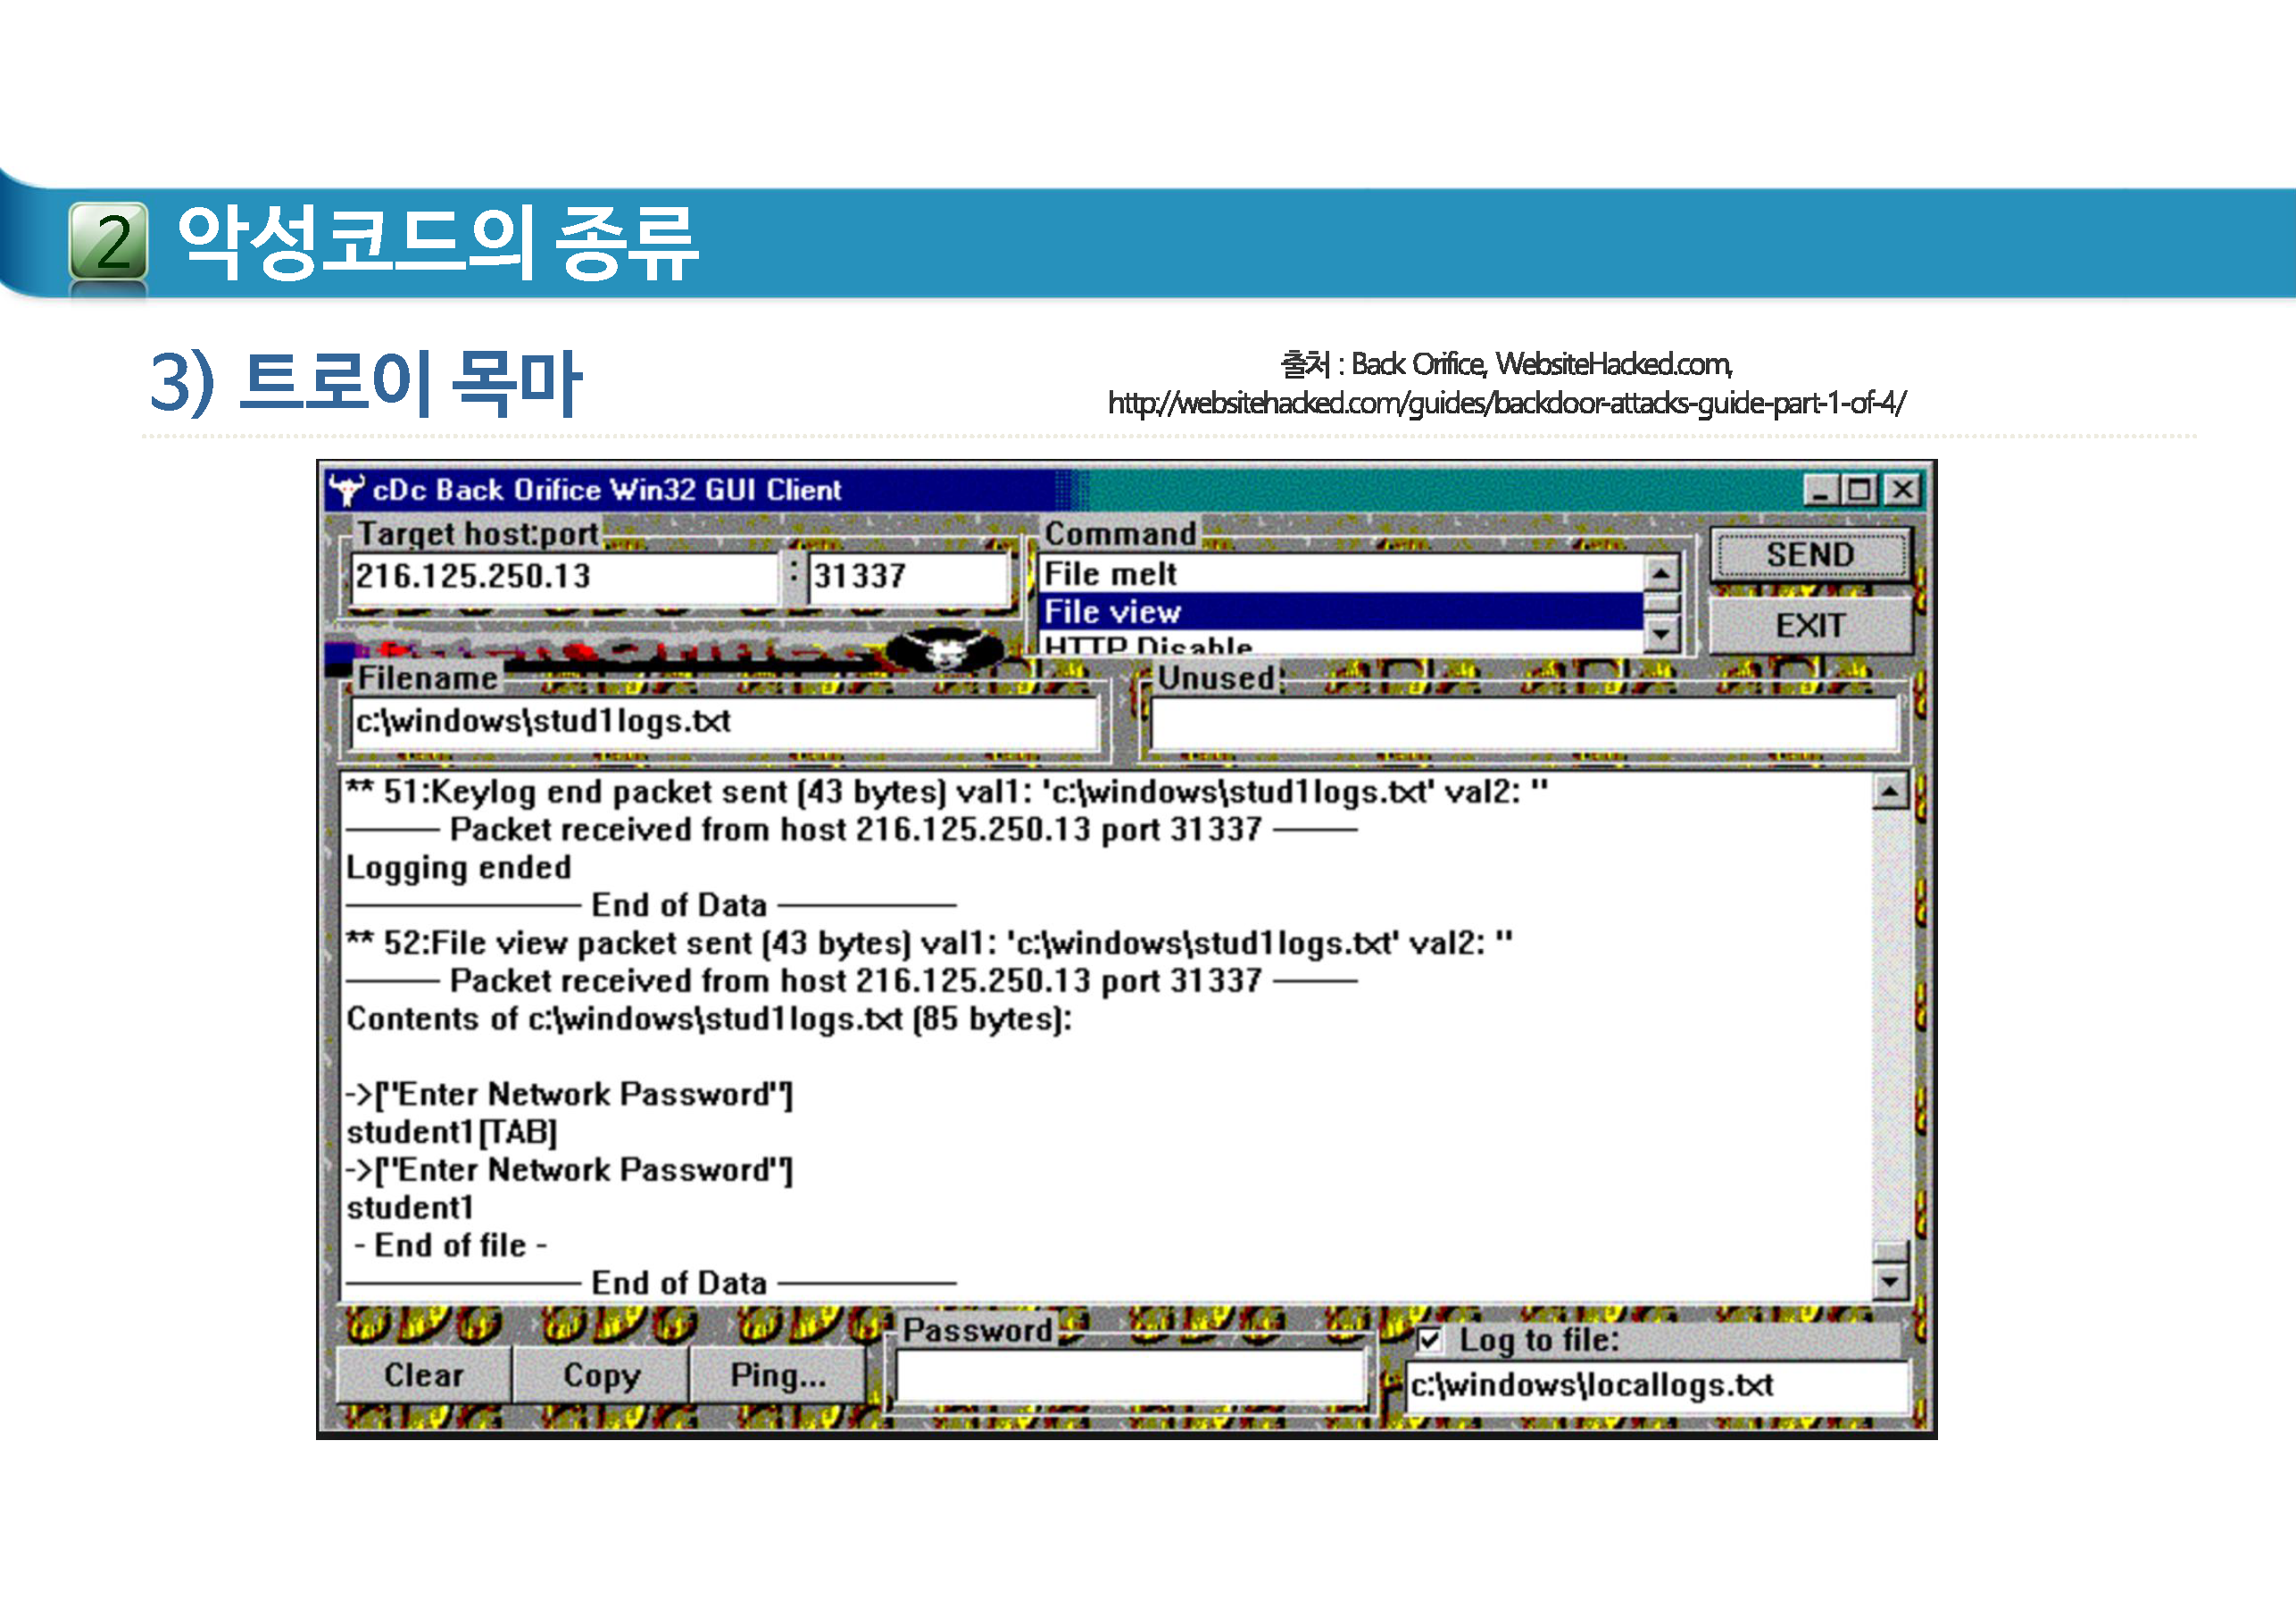 2 악성코드의 종류
3) 트로이 목마
출처 : Back Orifice, WebsiteHacked.com,
http://websitehacked.com/guides/backdoor-attacks-guide-part-1-of-4/
cDc Back Orifice Win32 GUI Client
Target host:port
216.125.250.13 : 31337
Command
File melt
File view
HTTP Disable
SEND
EXIT
Filename
c:\windows\stud1logs.txt
Unused
** 51:Keylog end packet sent (43 bytes) val1: 'c:\windows\stud1logs.txt' val2: ''
——— Packet received from host 216.125.250.13 port 31337 ———
Logging ended
——————— End of Data ———————
** 52:File view packet sent (43 bytes) val1: 'c:\windows\stud1logs.txt' val2: ''
——— Packet received from host 216.125.250.13 port 31337 ———
Contents of c:\windows\stud1logs.txt (85 bytes):
->["Enter Network Password"]
student1[TAB]
->["Enter Network Password"]
student1
- End of file -
——————— End of Data ———————
Clear
Copy
Ping...
Password
Log to file:
c:\windows\locallogs.txt